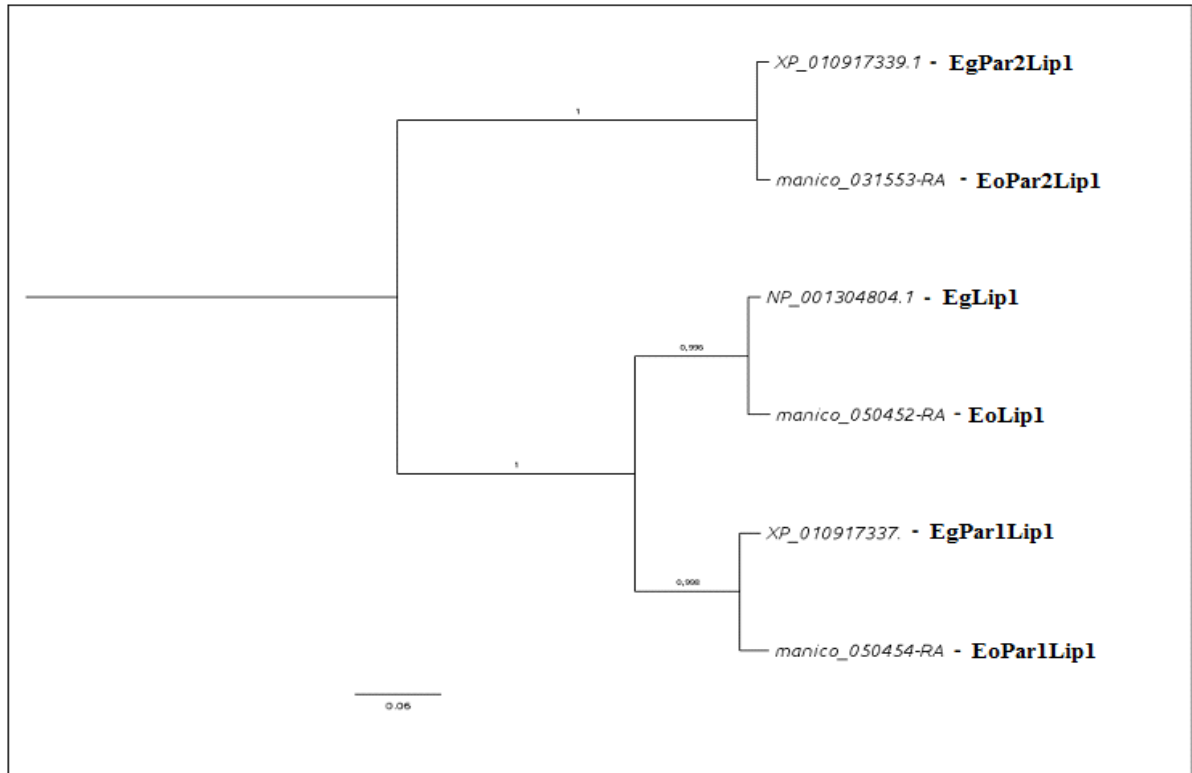 XP_010917339.1 - EgPar2Lip1
1
manico_031553-RA - EoPar2Lip1
NP_001304804.1 - EgLip1
0,996
manico_050452-RA - EoLip1
1
XP_010917337. - EgPar1Lip1
0,998
manico_050454-RA - EoPar1Lip1
0.06